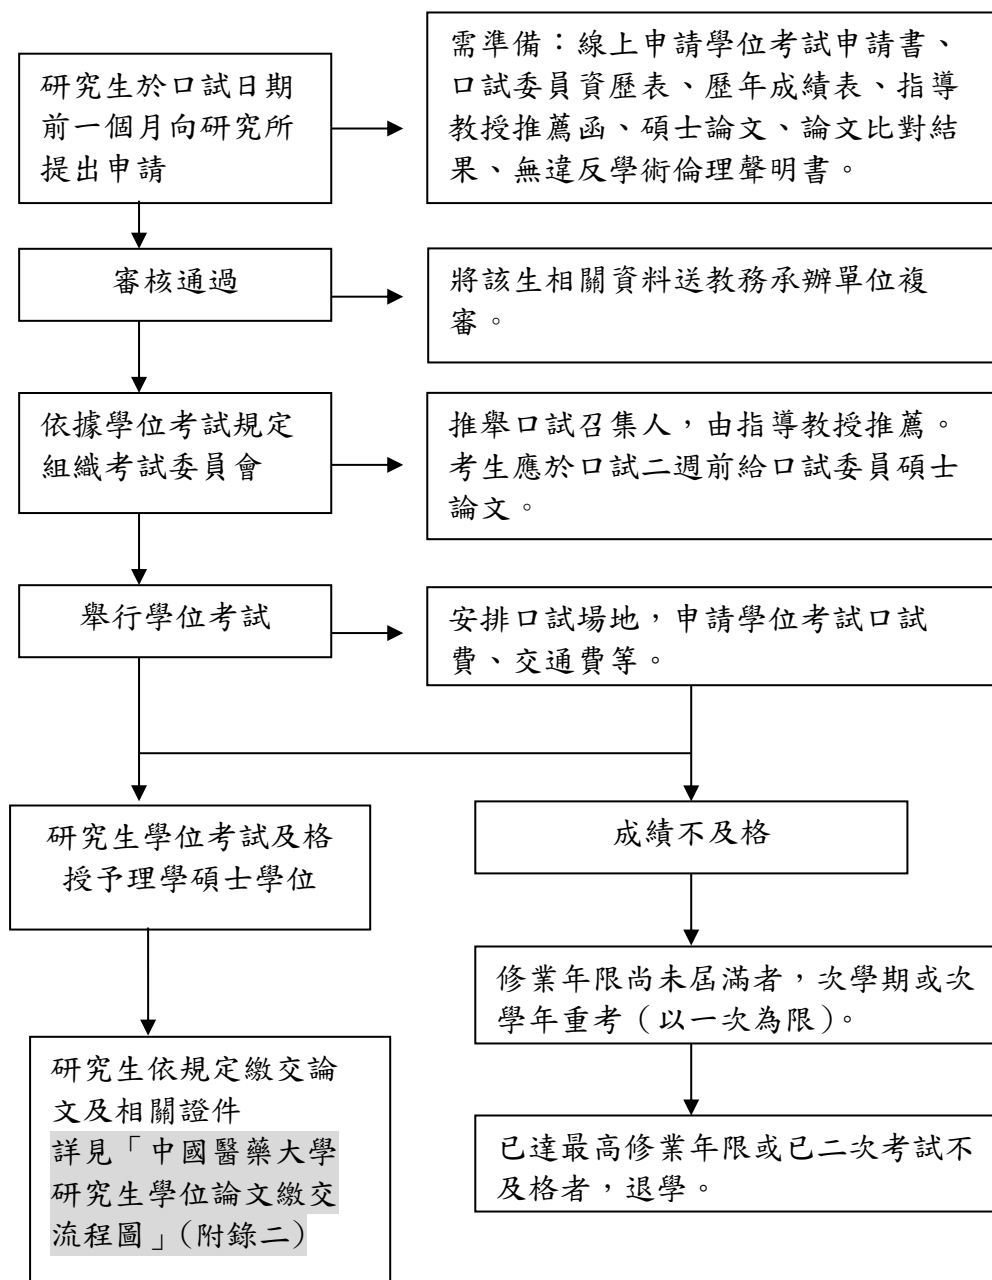 研究生於口試日期
前一個月向研究所
提出申請
需準備：線上申請學位考試申請書、
口試委員資歷表、歷年成績表、指導
教授推薦函、碩士論文、論文比對結
果、無違反學術倫理聲明書。
審核通過
將該生相關資料送教務承辦單位複
審。
依據學位考試規定
組織考試委員會
推舉口試召集人，由指導教授推薦。
考生應於口試二週前給口試委員碩士
論文。
舉行學位考試
安排口試場地，申請學位考試口試
費、交通費等。
研究生學位考試及格
授予理學碩士學位
成績不及格
修業年限尚未屆滿者，次學期或次
學年重考（以一次為限）。
研究生依規定繳交論
文及相關證件
詳見「中國醫藥大學
研究生學位論文繳交
流程圖」（附錄二）
已達最高修業年限或已二次考試不
及格者，退學。